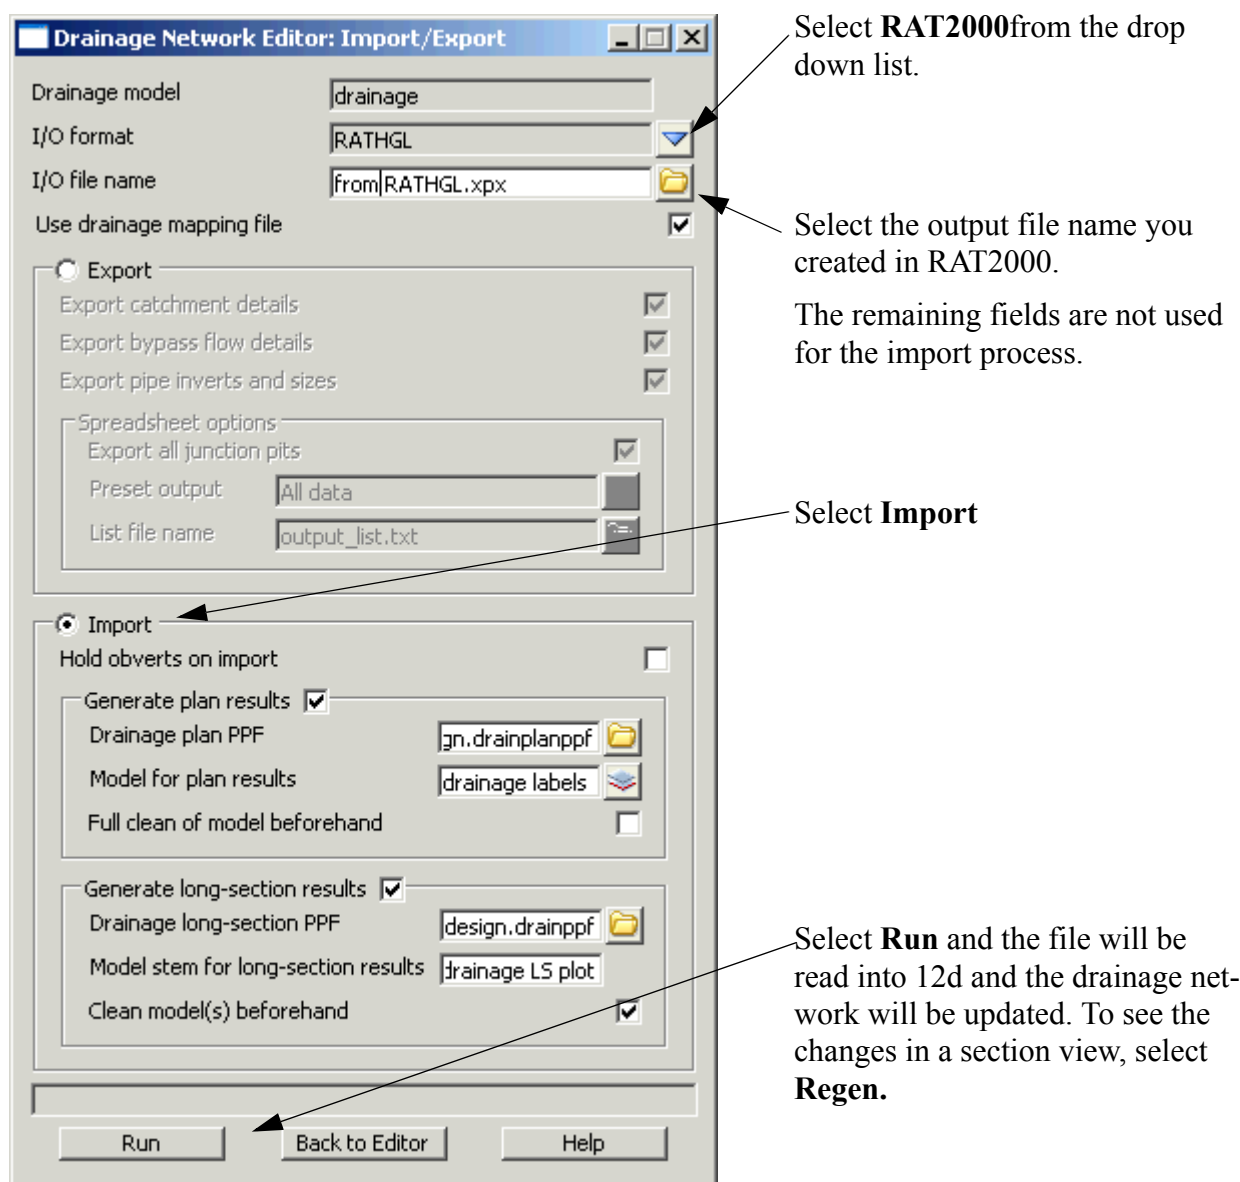 Drainage Network Editor: Import/Export
Drainage model
drainage
I/O format
RATHGL
I/O file name
fromRATHGL.xpx
Use drainage mapping file
Export
Export catchment details
Export bypass flow details
Export pipe inverts and sizes
Spreadsheet options
Export all junction pits
Preset output
All data
List file name
output_list.txt
Import
Hold obverts on import
Generate plan results
Drainage plan PPF
gn.drainplanppf
Model for plan results
drainage labels
Full clean of model beforehand
Generate long-section results
Drainage long-section PPF
design.drainppf
Model stem for long-section results
drainage LS plot
Clean model(s) beforehand
Run
Back to Editor
Help
Select RAT2000from the drop
down list.
Select the output file name you
created in RAT2000.
The remaining fields are not used
for the import process.
Select Import
Select Run and the file will be
read into 12d and the drainage net-
work will be updated. To see the
changes in a section view, select
Regen.